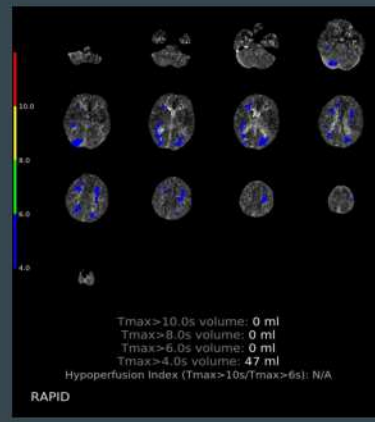 10.0
8.0
6.0
4.0
Tmax>10.0s volume: 0 ml
Tmax>8.0s volume: 0 ml
Tmax>6.0s volume: 0 ml
Tmax>4.0s volume: 47 ml
Hypoperfusion Index (Tmax>10s/Tmax>6s): N/A
RAPID